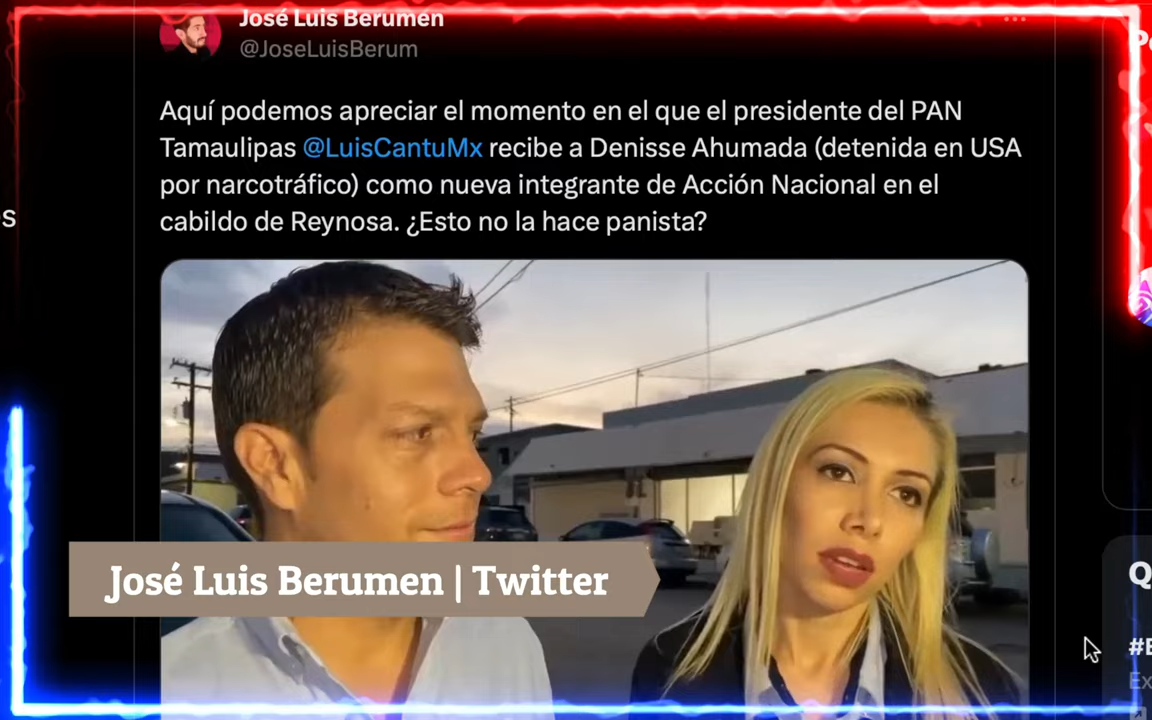 José Luis Berumen
@JoseLuisBerum
Aquí podemos apreciar el momento en el que el presidente del PAN
Tamaulipas @LuisCantuMx recibe a Denisse Ahumada (detenida en USA
por narcotráfico) como nueva integrante de Acción Nacional en el
cabildo de Reynosa. ¿Esto no la hace panista?
José Luis Berumen | Twitter